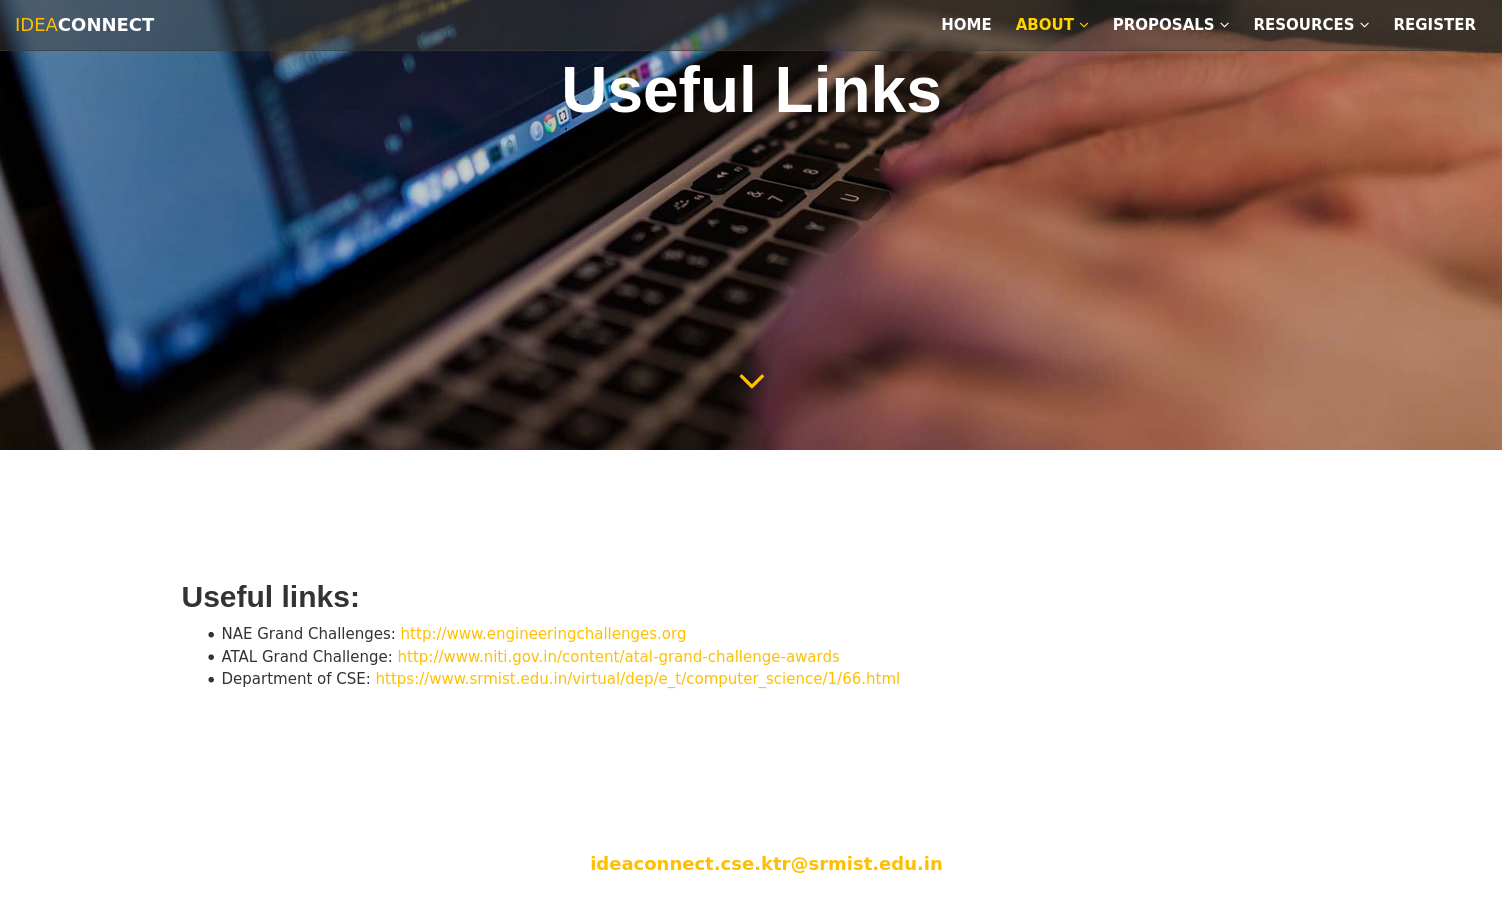 IDEACONNECT HOME ABOUT PROPOSALS RESOURCES REGISTER
Useful Links
Useful links:
• NAE Grand Challenges: http://www.engineeringchallenges.org
• ATAL Grand Challenge: http://www.niti.gov.in/content/atal-grand-challenge-awards
• Department of CSE: https://www.srmist.edu.in/virtual/dep/e_t/computer_science/1/66.html
ideaconnect.cse.ktr@srmist.edu.in